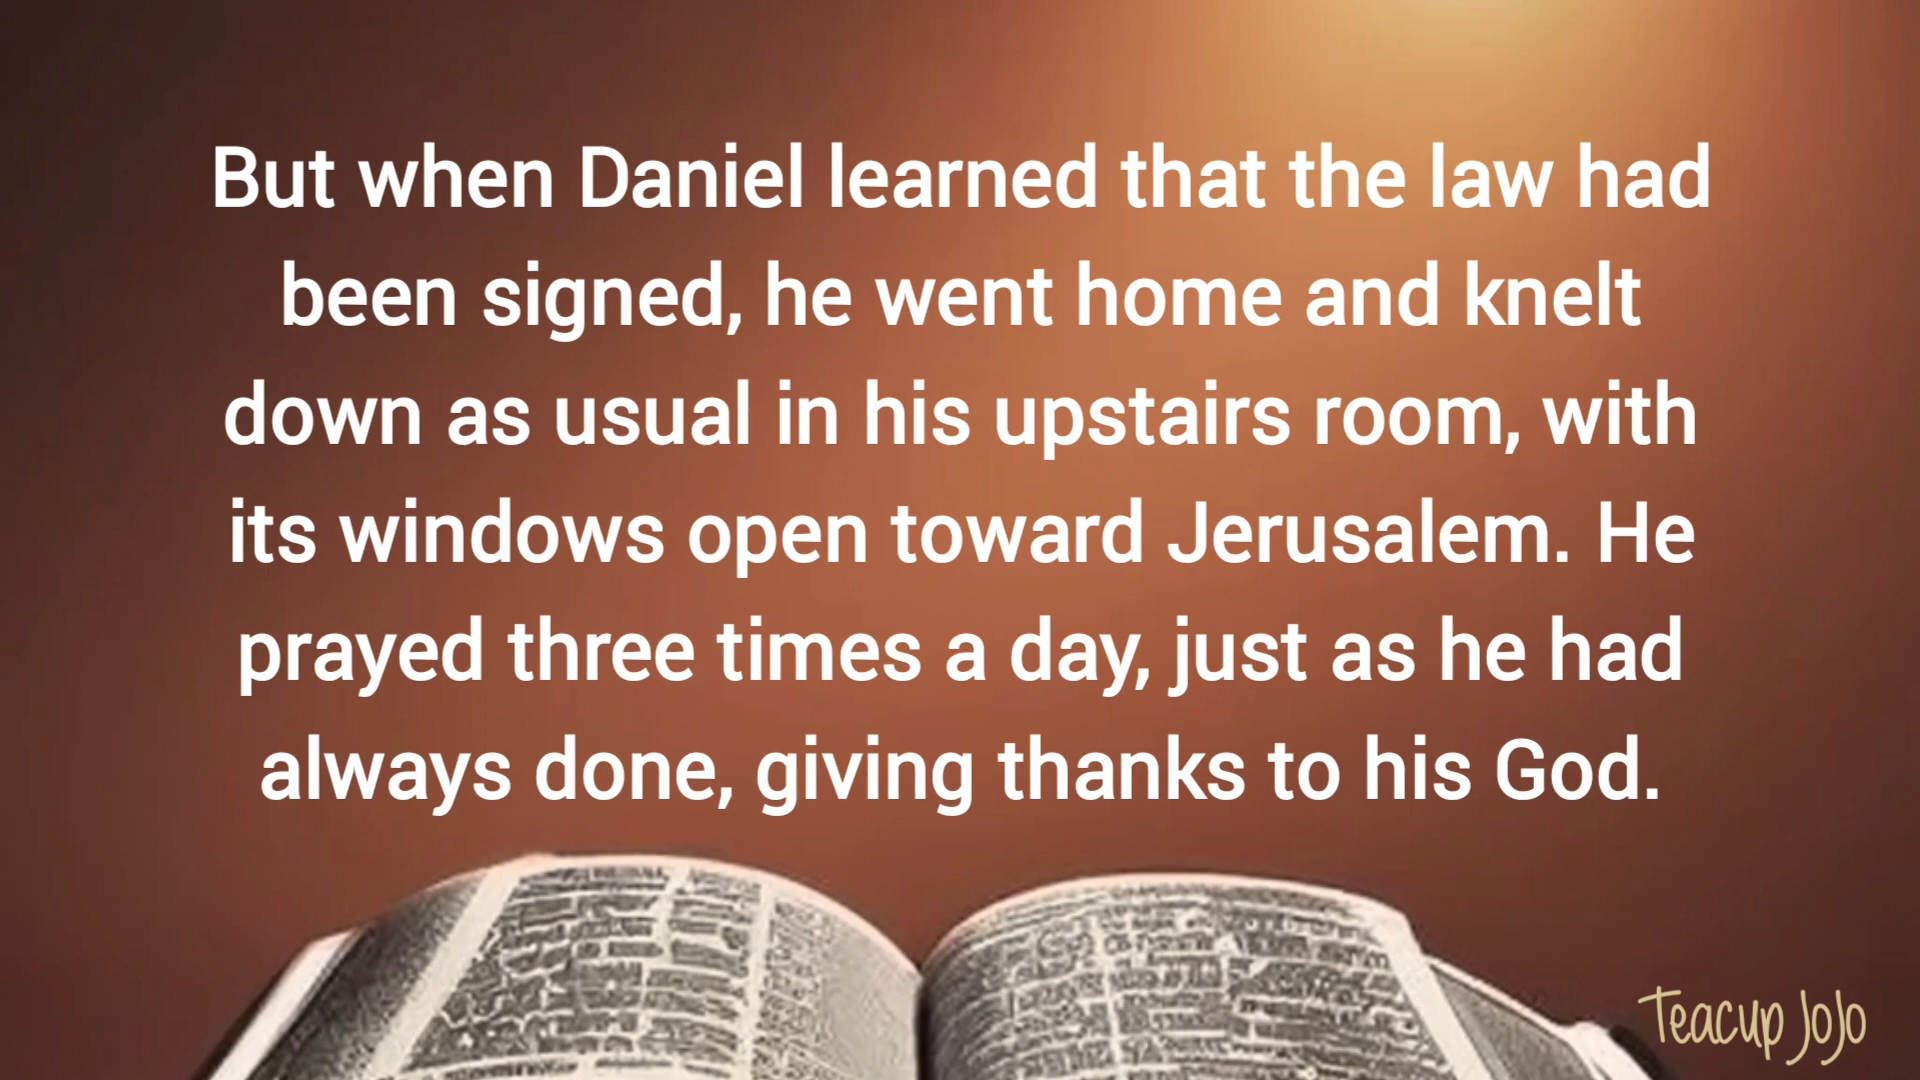 But when Daniel learned that the law had
been signed, he went home and knelt
down as usual in his upstairs room, with
its windows open toward Jerusalem. He
prayed three times a day, just as he had
always done, giving thanks to his God.
Teacup JoJo